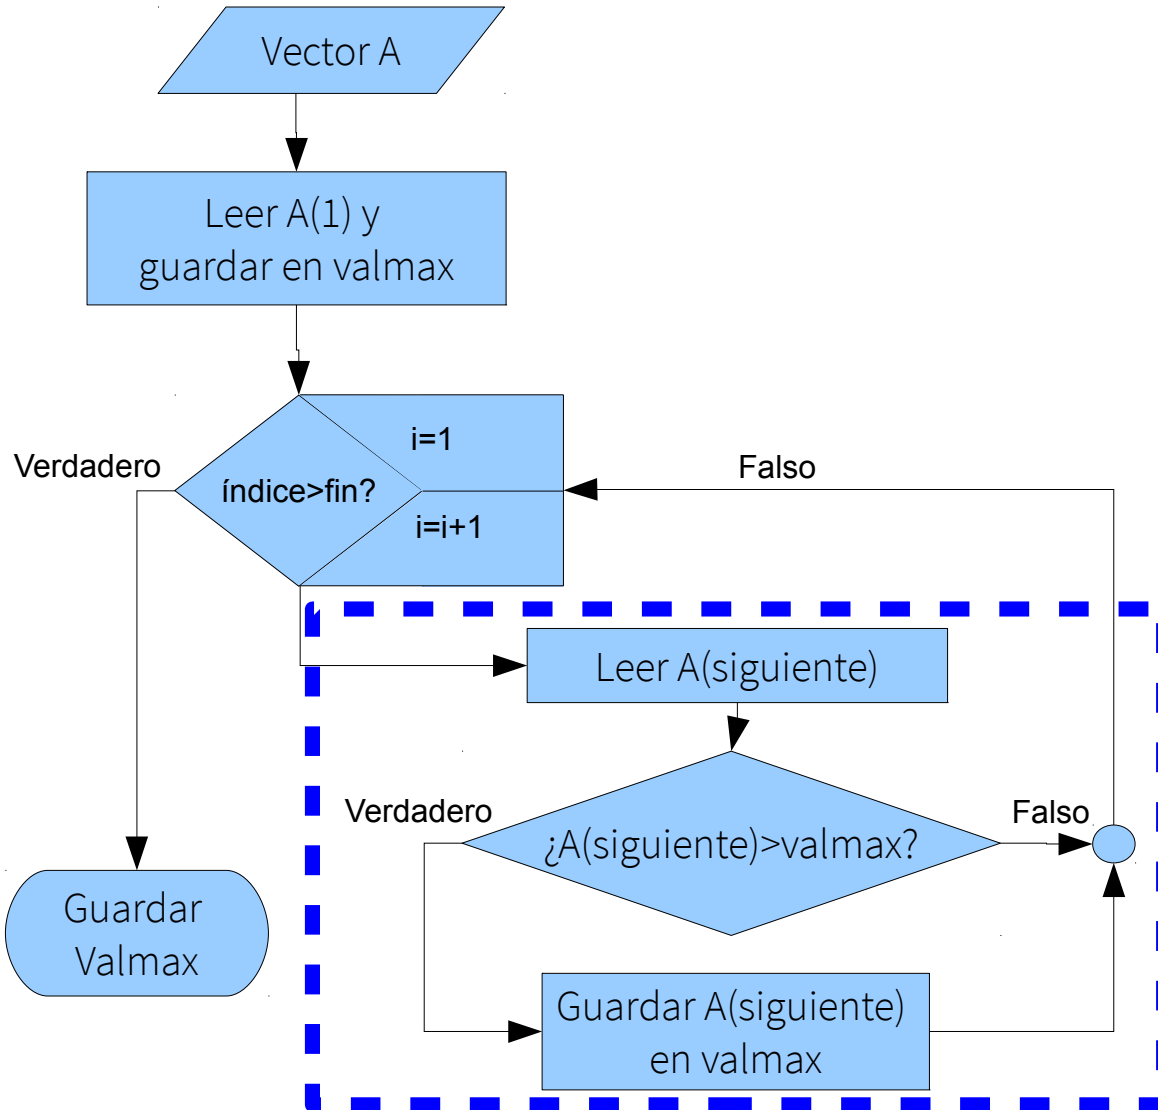 Vector A
Leer A(1) y
guardar en valmax
i=1
Verdadero
índice>fin?
Falso
i=i+1
Leer A(siguiente)
Verdadero
¿A(siguiente)>valmax?
Falso
Guardar
Valmax
Guardar A(siguiente)
en valmax